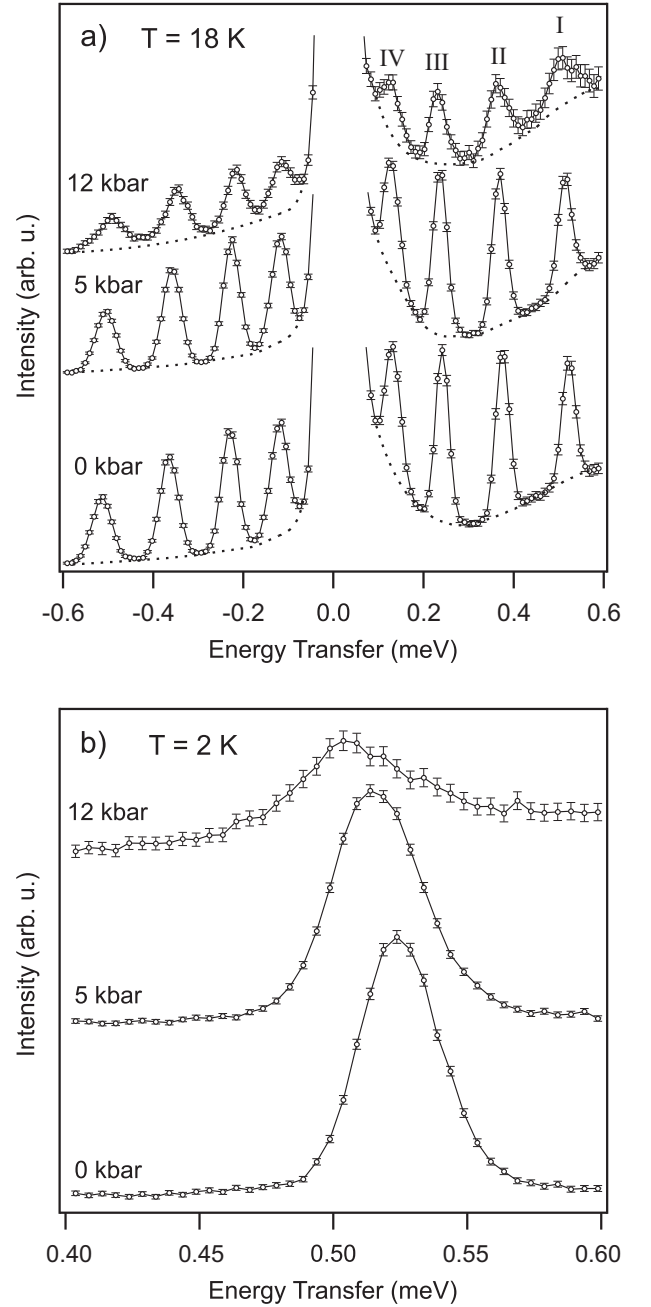 a) T = 18 K
I
IV III II
12 kbar
5 kbar
0 kbar
Intensity (arb. u.)
-0.6 -0.4 -0.2 0.0 0.2 0.4 0.6
Energy Transfer (meV)
b) T = 2 K
12 kbar
5 kbar
0 kbar
Intensity (arb. u.)
0.40 0.45 0.50 0.55 0.60
Energy Transfer (meV)